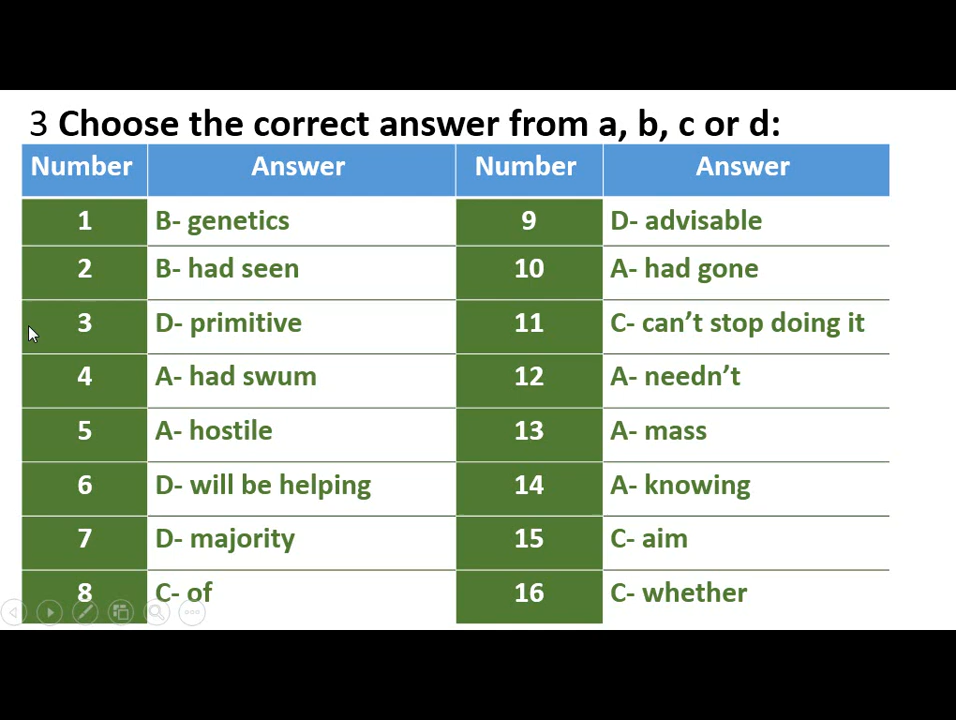 3 Choose the correct answer from a, b, c or d:
Number Answer Number Answer
1 B- genetics 9 D- advisable
2 B- had seen 10 A- had gone
3 D- primitive 11 C- can’t stop doing it
4 A- had swum 12 A- needn’t
5 A- hostile 13 A- mass
6 D- will be helping 14 A- knowing
7 D- majority 15 C- aim
8 C- of 16 C- whether